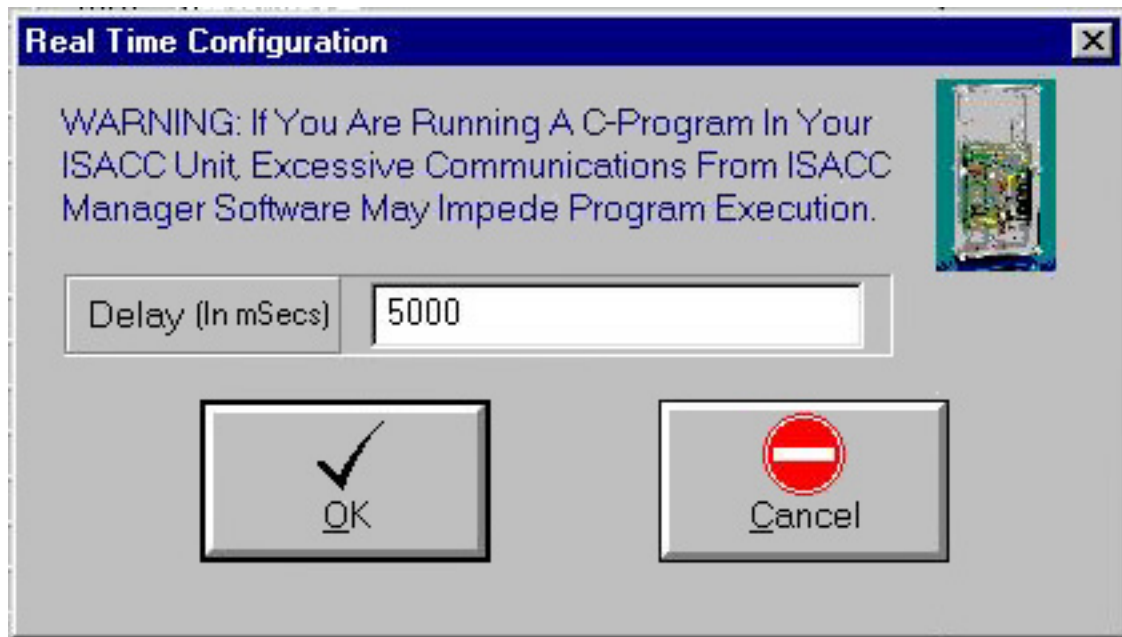 Real Time Configuration
WARNING: If You Are Running A C-Program In Your
ISACC Unit, Excessive Communications From ISACC
Manager Software May Impede Program Execution.
Delay (In mSecs) 5000
OK
Cancel